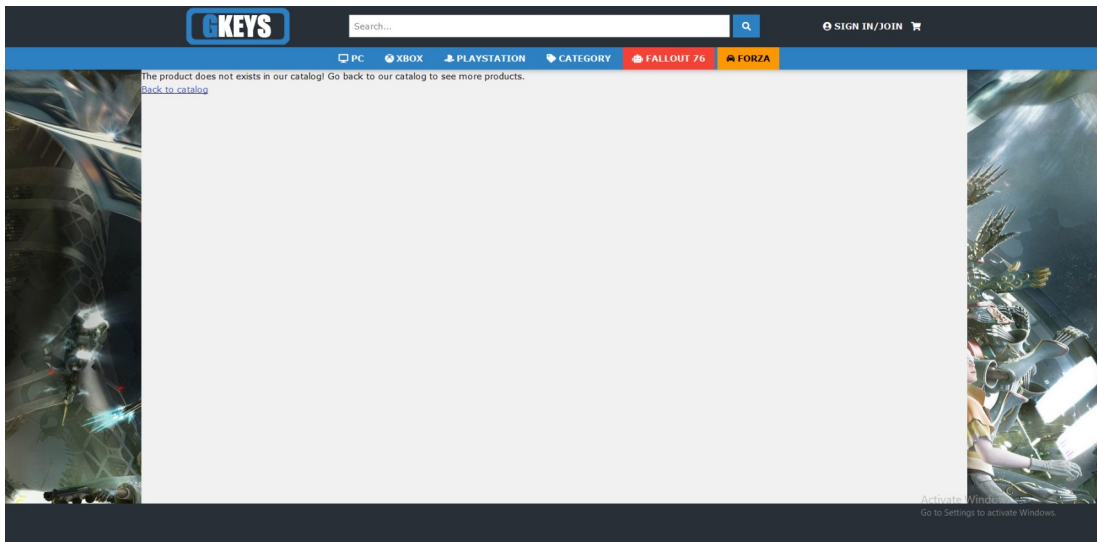 GKEYS
Search...
SIGN IN/JOIN
PC XBOX PLAYSTATION CATEGORY FALLOUT 76 FORZA
The product does not exists in our catalog! Go back to our catalog to see more products.
Back to catalog
Activate Windows
Go to Settings to activate Windows.